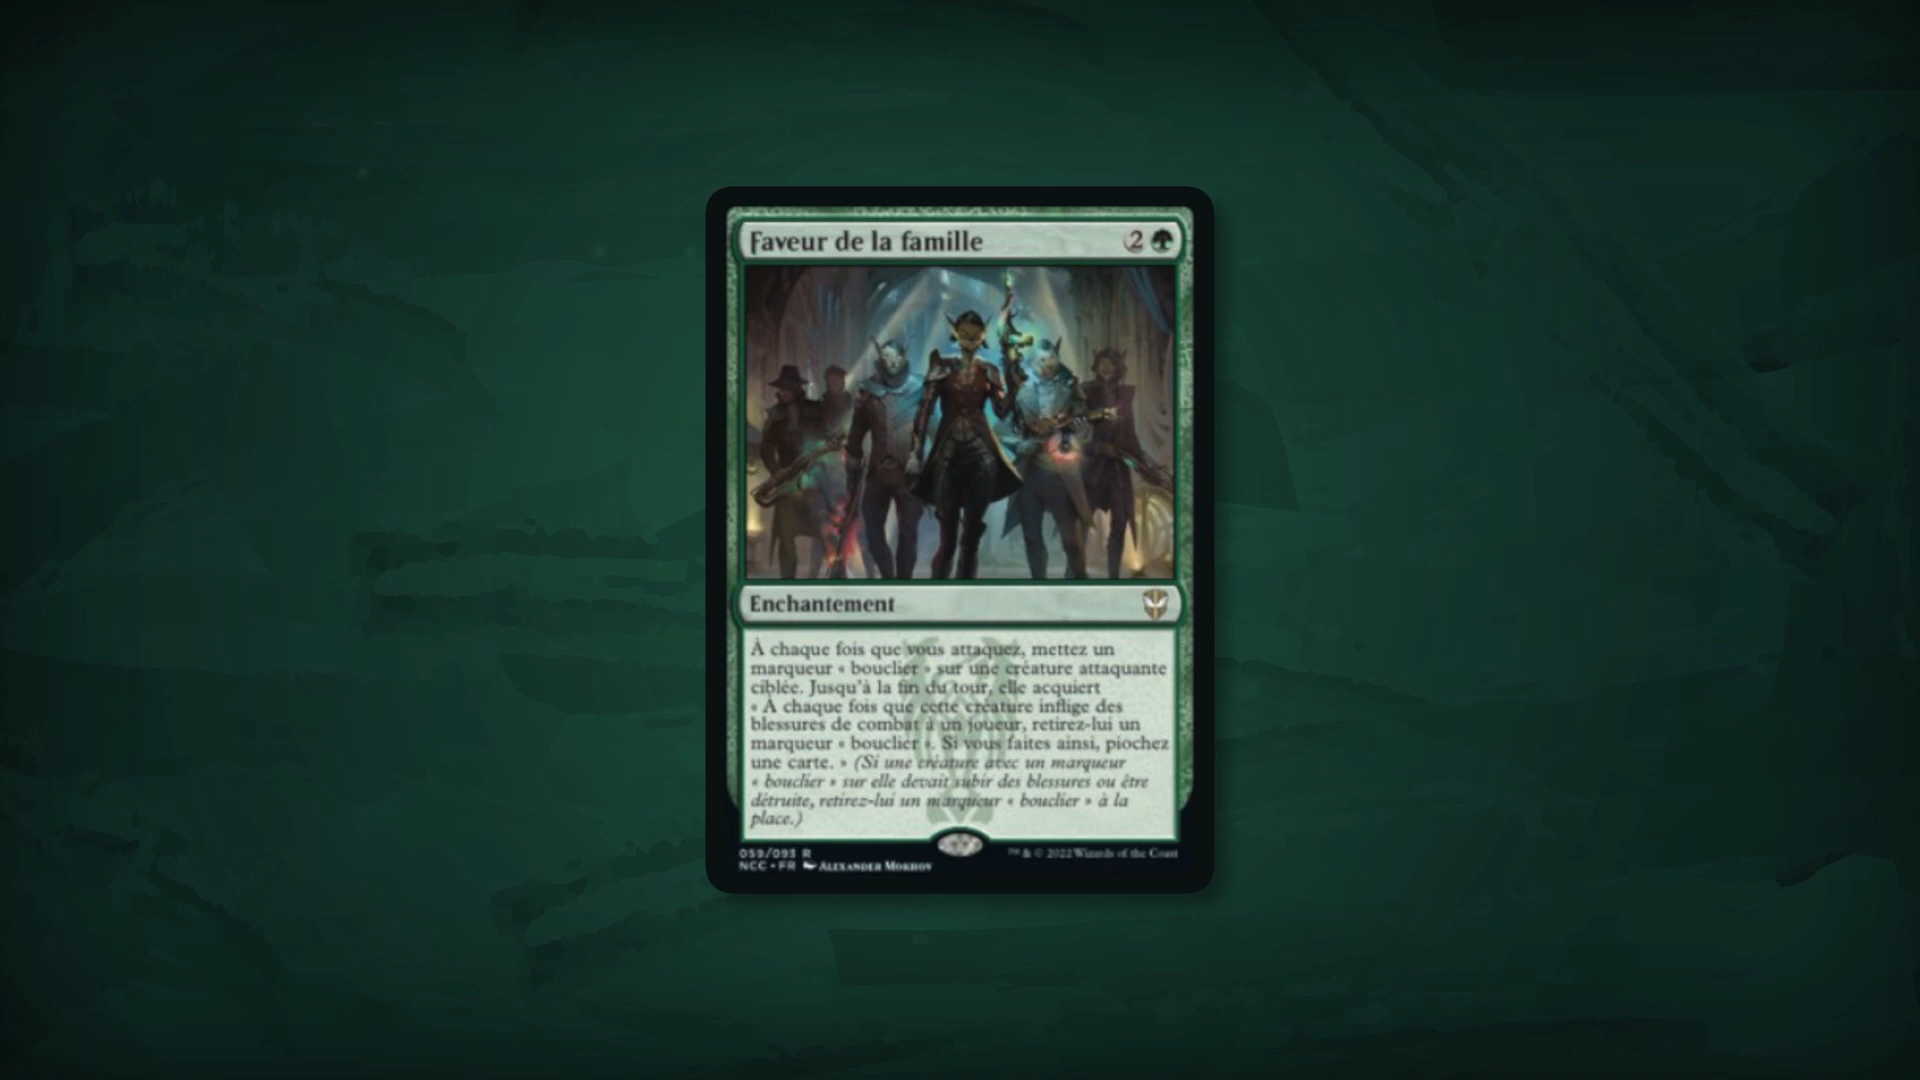 Faveur de la famille
2
Enchantement
À chaque fois que vous attaquez, mettez un
marqueur « bouclier » sur une créature attaquante
ciblée. Jusqu'à la fin du tour, elle acquiert
« À chaque fois que cette créature inflige des
blessures de combat à un joueur, retirez-lui un
marqueur « bouclier ». Si vous faites ainsi, piochez
une carte. » (Si une créature avec un marqueur
« bouclier » sur elle devait subir des blessures ou être
détruite, retirez-lui un marqueur « bouclier » à la
place.)
059/093 R
™ & © 2022 Wizards of the Coast
NCC • FR Alexander Mokhov